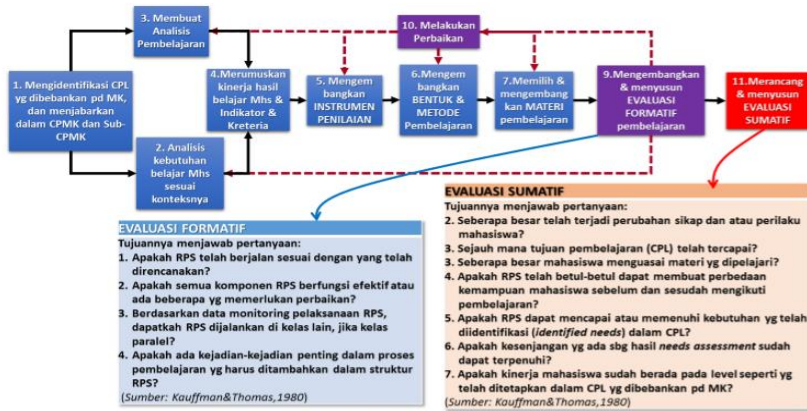 3. Membuat
Analisis
Pembelajaran
10. Melakukan
Perbaikan
1. Mengidentifikasi CPL
yg dibebankan pd MK,
dan menjabarkan
dalam CPMK dan Sub-
CPMK
4.Merumuskan
kinerja hasil
belajar Mhs &
Indikator &
Kreteria
5. Mengem
bangkan
INSTRUMEN
PENILAIAN
6.Mengem
bangkan
BENTUK &
METODE
Pembelajaran
7.Memilih &
mengembang
kan MATERI
pembelajaran
9.Mengembangkan
& menyusun
EVALUASI
FORMATIF
pembelajaran
11.Merancang
& menyusun
EVALUASI
SUMATIF
2. Analisis
kebutuhan
belajar Mhs
sesuai
konteksnya
EVALUASI FORMATIF
Tujuannya menjawab pertanyaan:
1. Apakah RPS telah berjalan sesuai dengan yang telah
direncanakan?
2. Apakah semua komponen RPS berfungsi efektif atau
ada beberapa yg memerlukan perbaikan?
3. Berdasarkan data monitoring pelaksanaan RPS,
dapatkah RPS dijalankan di kelas lain, jika kelas
paralel?
4. Apakah ada kejadian-kejadian penting dalam proses
pembelajaran yg harus ditambahkan dalam struktur
RPS?
(Sumber: Kauffman&Thomas,1980)
EVALUASI SUMATIF
Tujuannya menjawab pertanyaan:
2. Seberapa besar telah terjadi perubahan sikap dan atau perilaku
mahasiswa?
3. Sejauh mana tujuan pembelajaran (CPL) telah tercapai?
3. Seberapa besar mahasiswa menguasai materi yg dipelajari?
4. Apakah RPS telah betul-betul dapat membuat perbedaan
kemampuan mahasiswa sebelum dan sesudah mengikuti
pembelajaran?
5. Apakah RPS dapat mencapai atau memenuhi kebutuhan yg telah
diidentifikasi (identified needs) dalam CPL?
6. Apakah kesenjangan yg ada sbg hasil needs assessment sudah
dapat terpenuhi?
7. Apakah kinerja mahasiswa sudah berada pada level seperti yg
telah ditetapkan dalam CPL yg dibebankan pd MK?
(Sumber: Kauffman&Thomas,1980)